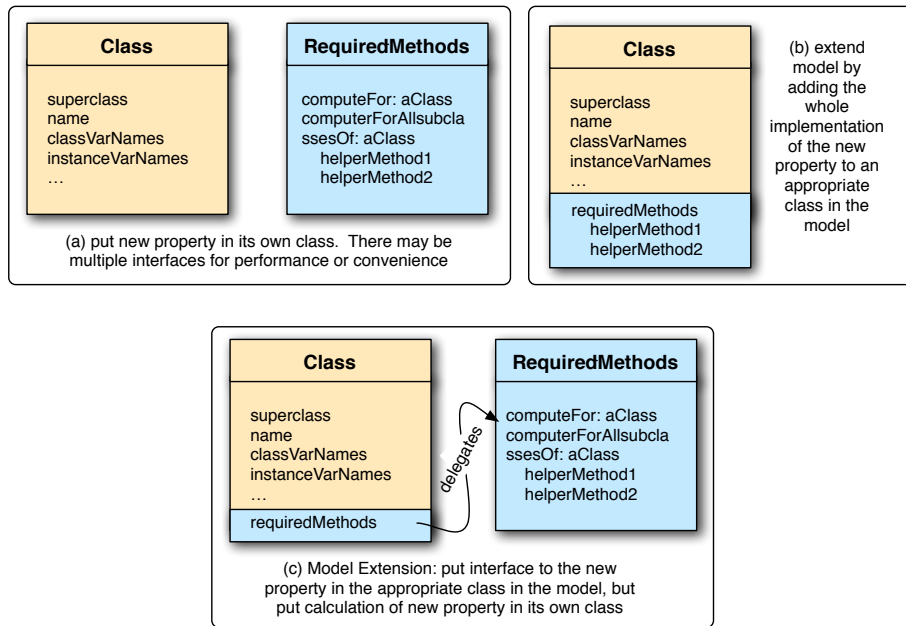 Class
superclass
name
classVarNames
instanceVarNames
…
RequiredMethods
computeFor: aClass
computerForAllsubcla
ssesOf: aClass
helperMethod1
helperMethod2
(a) put new property in its own class. There may be
multiple interfaces for performance or convenience
Class
superclass
name
classVarNames
instanceVarNames
…
requiredMethods
helperMethod1
helperMethod2
(b) extend
model by
adding the
whole
implementation
of the new
property to an
appropriate
class in the
model
Class
superclass
name
classVarNames
instanceVarNames
…
requiredMethods
delegates
RequiredMethods
computeFor: aClass
computerForAllsubcla
ssesOf: aClass
helperMethod1
helperMethod2
(c) Model Extension: put interface to the new
property in the appropriate class in the model, but
put calculation of new property in its own class